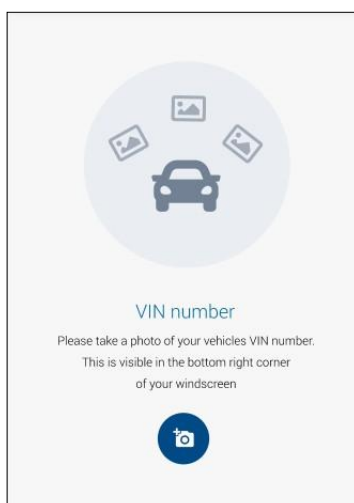 VIN number
Please take a photo of your vehicles VIN number.
This is visible in the bottom right corner
of your windscreen